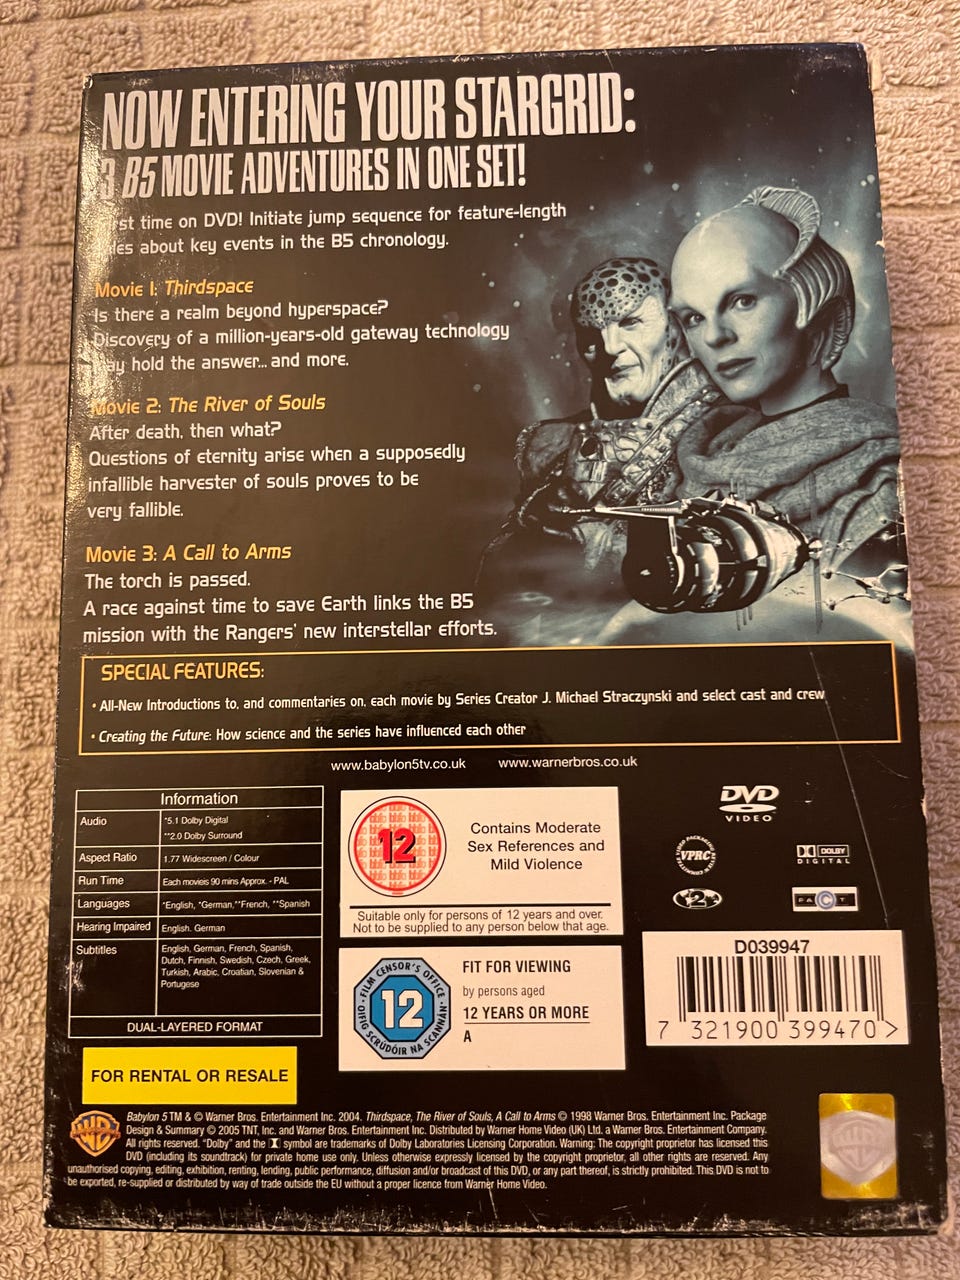 NOW ENTERING YOUR STARGRID:
3 B5 MOVIE ADVENTURES IN ONE SET!
First time on DVD! Initiate jump sequence for feature-length
tales about key events in the B5 chronology.
Movie 1: Thirdspace
Is there a realm beyond hyperspace?
Discovery of a million-years-old gateway technology
may hold the answer... and more.
Movie 2: The River of Souls
After death, then what?
Questions of eternity arise when a supposedly
infallible harvester of souls proves to be
very fallible.
Movie 3: A Call to Arms
The torch is passed.
A race against time to save Earth links the B5
mission with the Rangers' new interstellar efforts.
SPECIAL FEATURES:
• All-New Introductions to, and commentaries on, each movie by Series Creator J. Michael Straczynski and select cast and crew
• Creating the Future: How science and the series have influenced each other
www.babylon5tv.co.uk www.warnerbros.co.uk
Information
Audio *5.1 Dolby Digital
**2.0 Dolby Surround
Aspect Ratio 1.77 Widescreen / Colour
Run Time Each movieis 90 mins Approx. - PAL
Languages *English, *German,**French, **Spanish
Hearing Impaired English. German
Subtitles English, German, French, Spanish,
Dutch, Finnish, Swedish, Czech, Greek,
Turkish, Arabic, Croatian, Slovenian &
Portugese
DUAL-LAYERED FORMAT
FOR RENTAL OR RESALE
12
Contains Moderate
Sex References and
Mild Violence
Suitable only for persons of 12 years and over.
Not to be supplied to any person below that age.
FILM CENSOR'S OFFICE
OIFIG SCRÚDÓIR NA SCANNÁN
12
FIT FOR VIEWING
by persons aged
12 YEARS OR MORE
A
DVD
VIDEO
VPRC
DOLBY
DIGITAL
2
FACT
D039947
7 321900 399470 >
Babylon 5 TM & © Warner Bros. Entertainment Inc. 2004. Thirdspace, The River of Souls, A Call to Arms © 1998 Warner Bros. Entertainment Inc. Package
Design & Summary © 2005 TNT, Inc. and Warner Bros. Entertainment Inc. Distributed by Warner Home Video (UK) Ltd. a Warner Bros. Entertainment Company.
All rights reserved. "Dolby" and the symbol are trademarks of Dolby Laboratories Licensing Corporation. Warning: The copyright proprietor has licensed this
DVD (including its soundtrack) for private home use only. Unless otherwise expressly licensed by the copyright proprietor, all other rights are reserved. Any
unauthorised copying, editing, exhibition, renting, lending, public performance, diffusion and/or broadcast of this DVD, or any part thereof, is strictly prohibited. This DVD is not to
be exported, re-supplied or distributed by way of trade outside the EU without a proper licence from Warner Home Video.